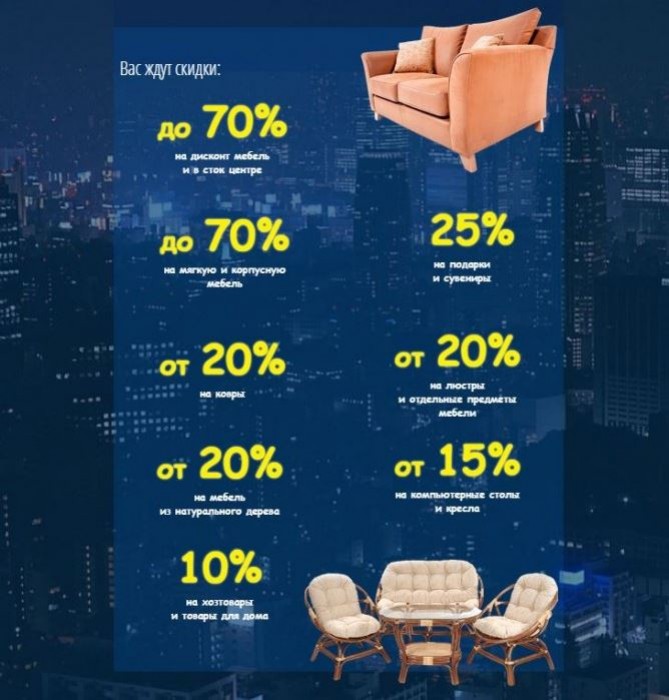 Вас ждут скидки:
до 70%
на дисконт мебель
и в сток центре
до 70%
на мягкую и корпусную
мебель
25%
на подарки
и сувениры
от 20%
на ковры
от 20%
на люстры
и отдельные предметы
мебели
от 20%
на мебель
из натурального дерева
от 15%
на компьютерные столы
и кресла
10%
на хозтовары
и товары для дома